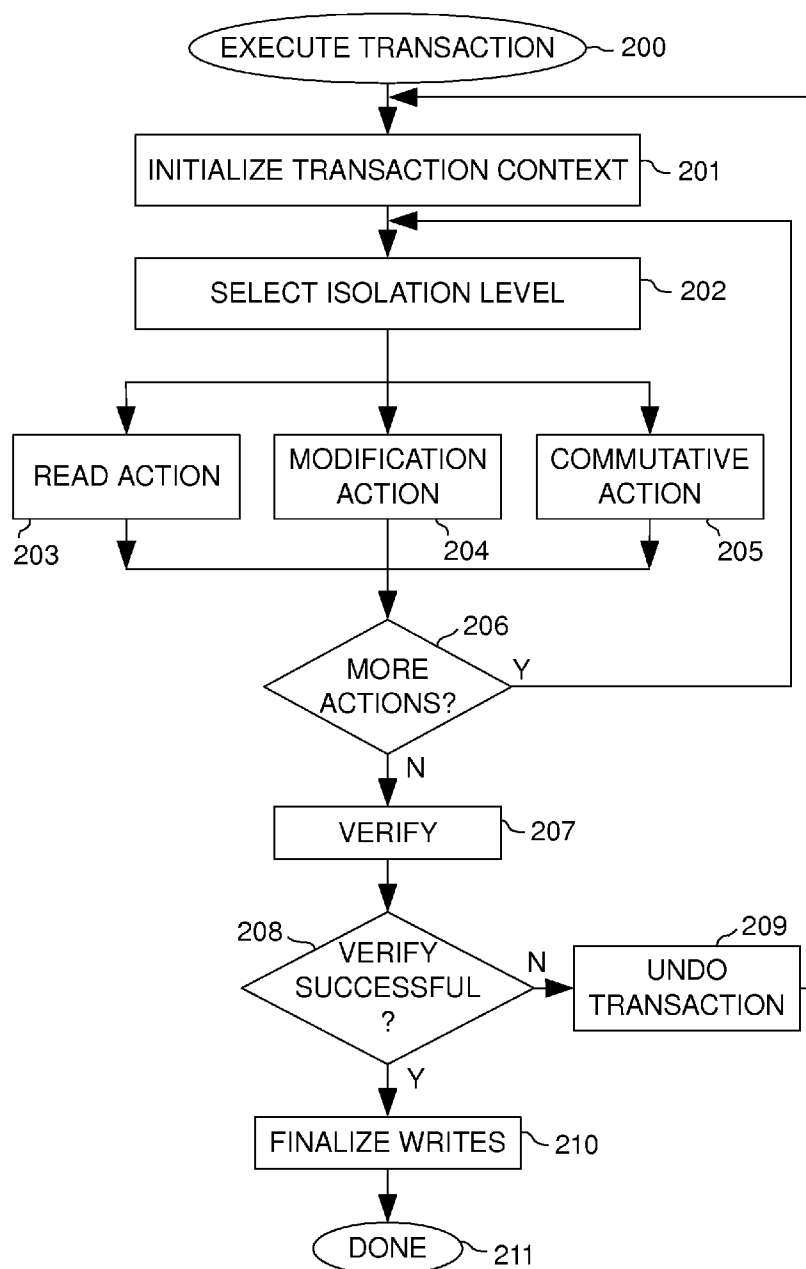 EXECUTE TRANSACTION
200
INITIALIZE TRANSACTION CONTEXT
201
SELECT ISOLATION LEVEL
202
READ ACTION
203
MODIFICATION
ACTION
204
COMMUTATIVE
ACTION
205
206
MORE
ACTIONS?
Y
N
VERIFY
207
208
VERIFY
SUCCESSFUL
?
N
Y
209
UNDO
TRANSACTION
FINALIZE WRITES
210
DONE
211